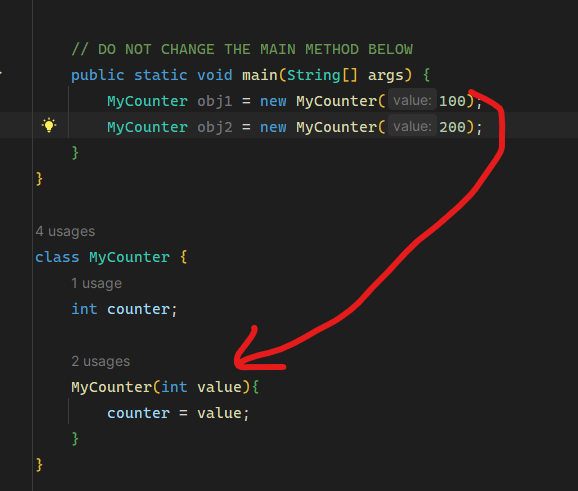 // DO NOT CHANGE THE MAIN METHOD BELOW
public static void main(String[] args) {
MyCounter obj1 = new MyCounter( value: 100);
MyCounter obj2 = new MyCounter( value: 200);
}
}
4 usages
class MyCounter {
1 usage
int counter;
2 usages
MyCounter(int value){
counter = value;
}
}